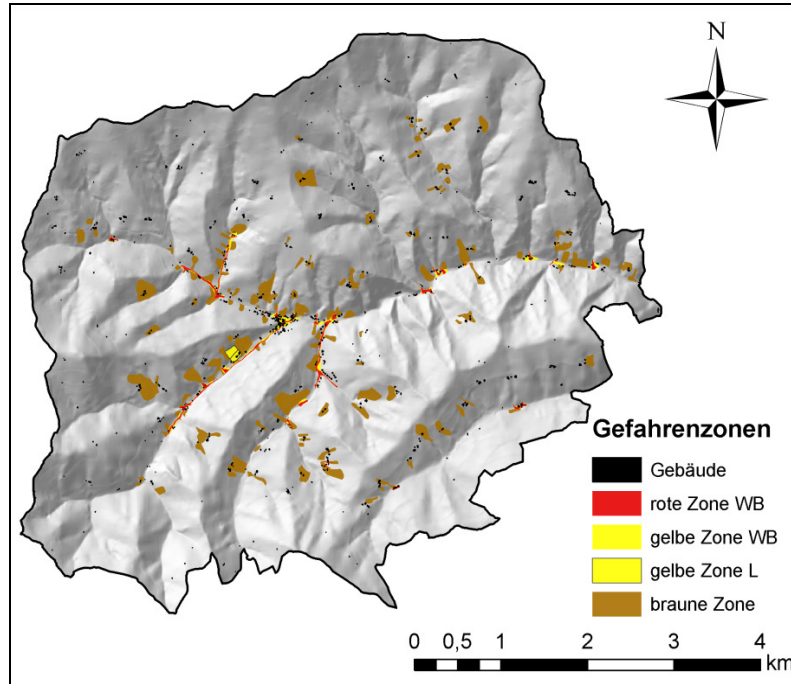 N
Gefahrenzonen
Gebäude
rote Zone WB
gelbe Zone WB
gelbe Zone L
braune Zone
0 0,5 1 2 3 4
km